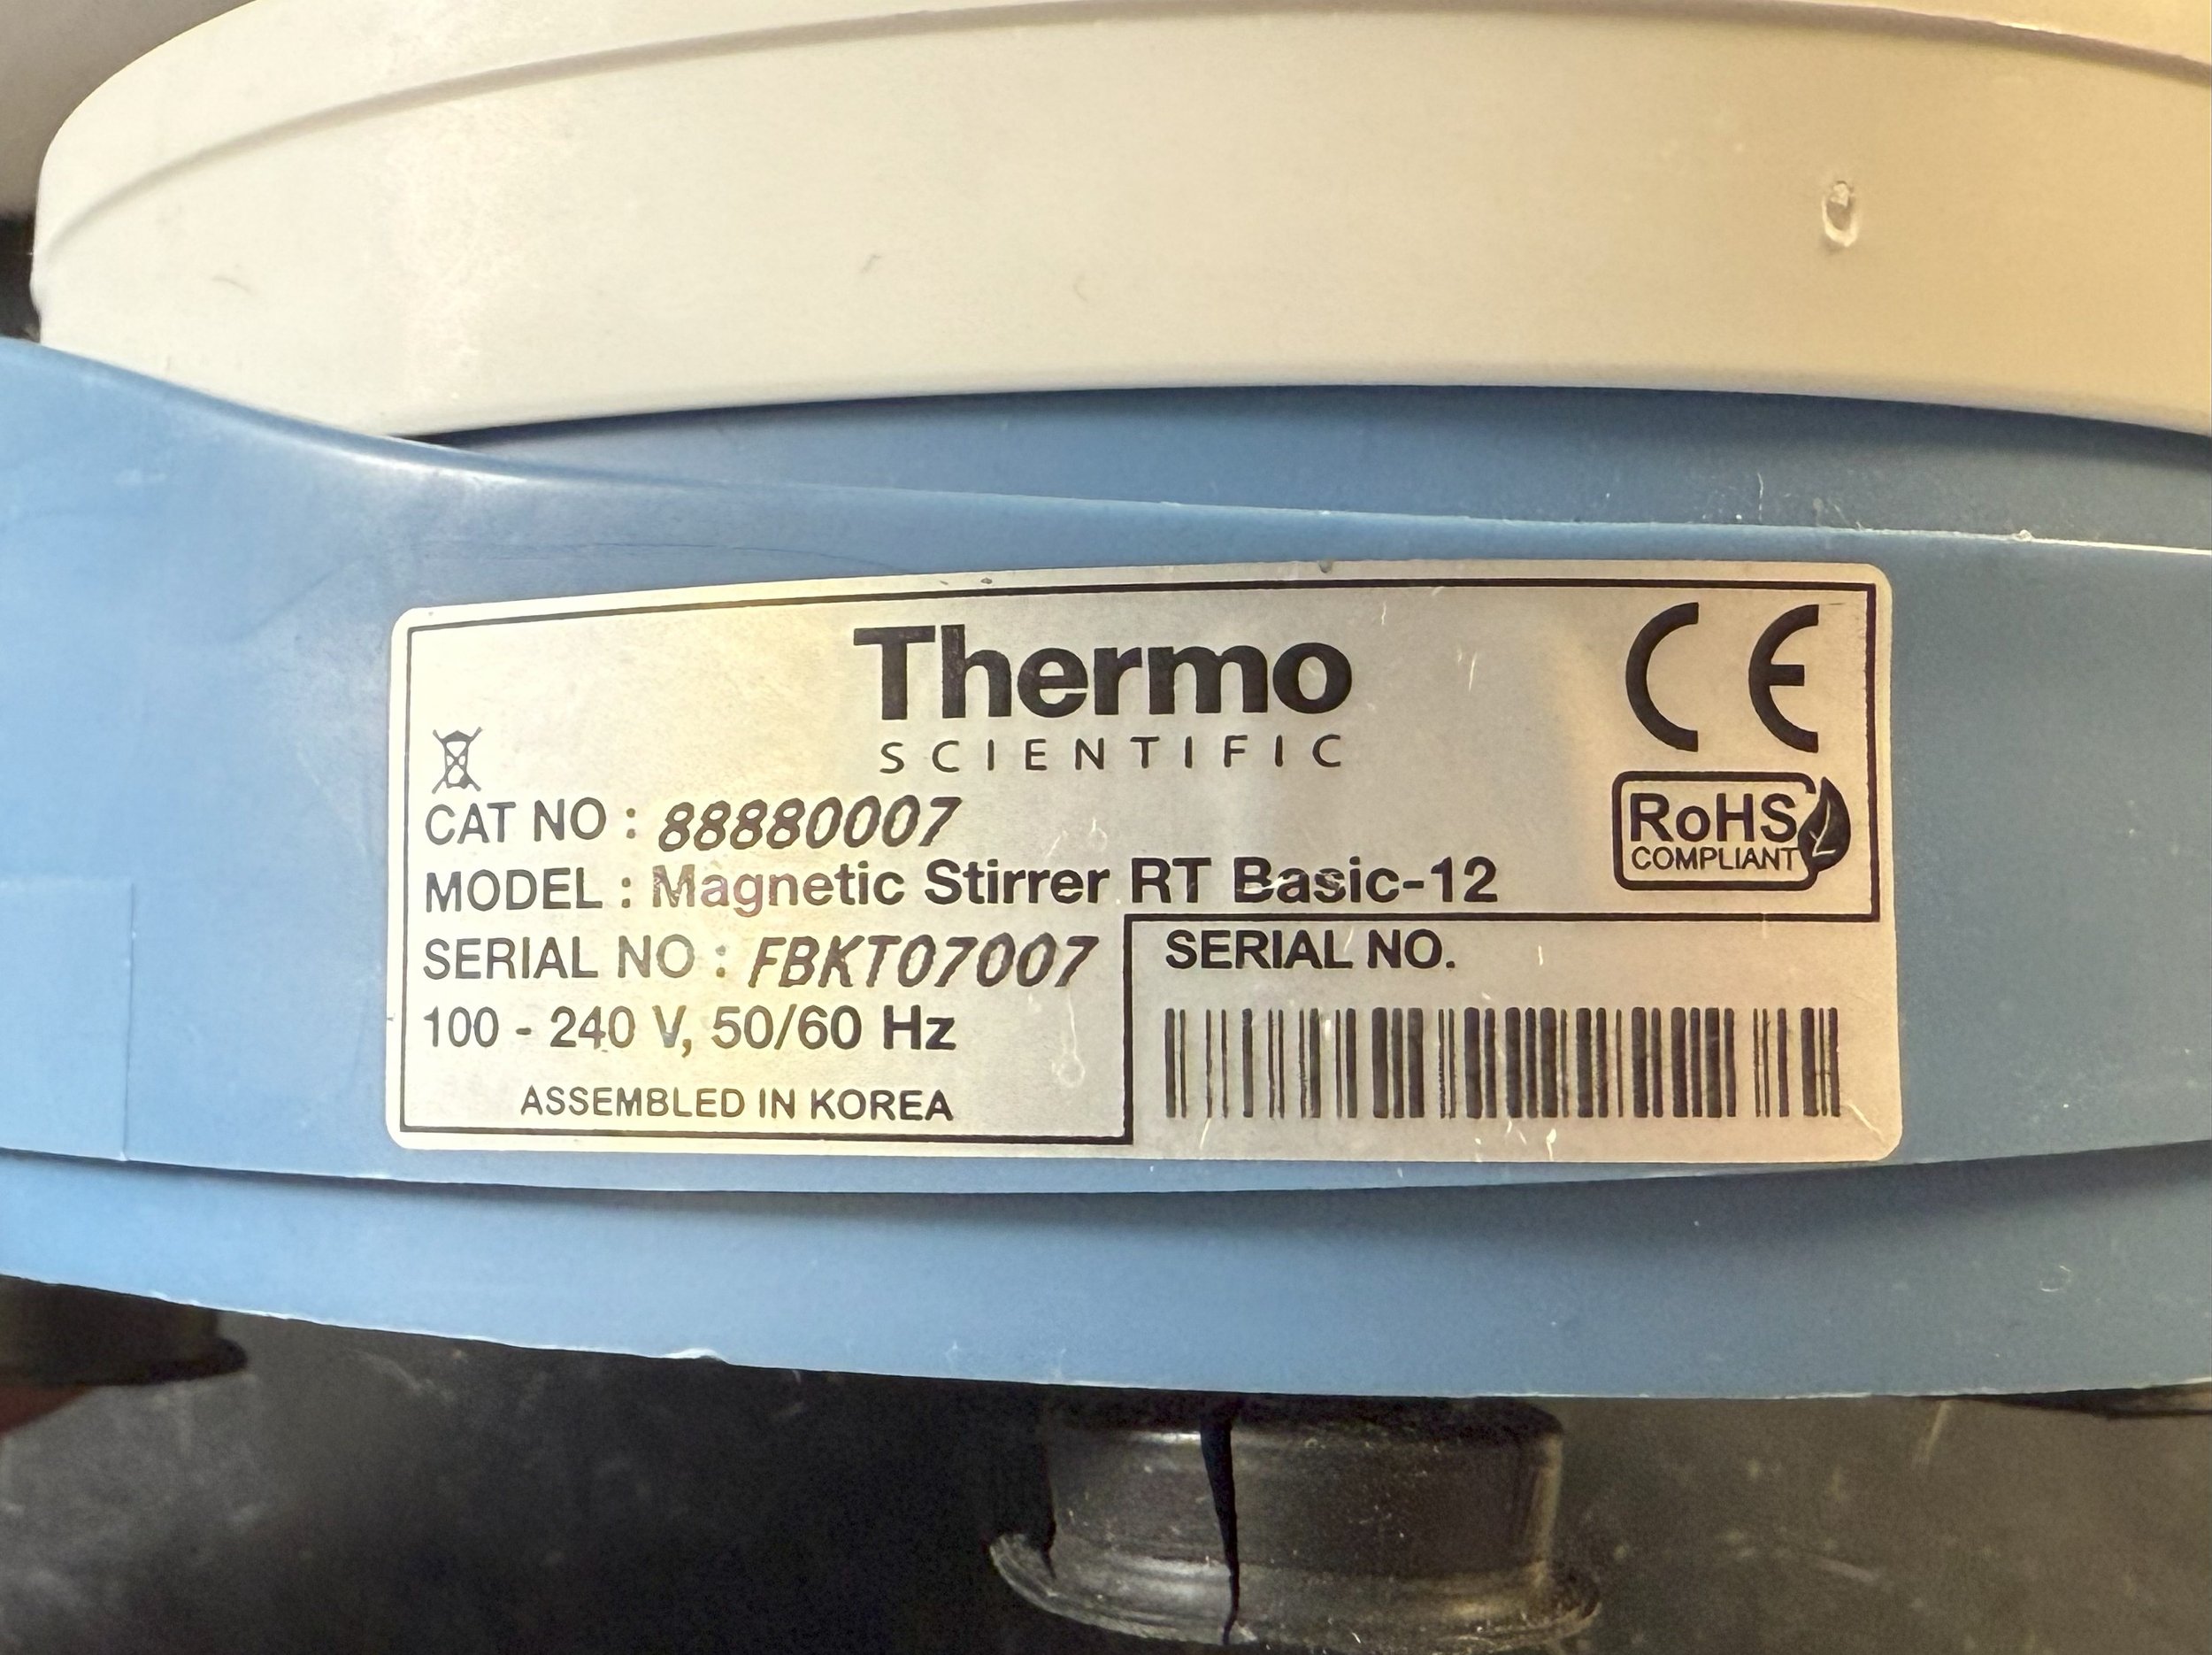 Thermo
SCIENTIFIC
CE
CAT NO : 88880007
RoHS
COMPLIANT
MODEL : Magnetic Stirrer RT Basic-12
SERIAL NO : FBKT07007
SERIAL NO.
100 - 240 V, 50/60 Hz
ASSEMBLED IN KOREA